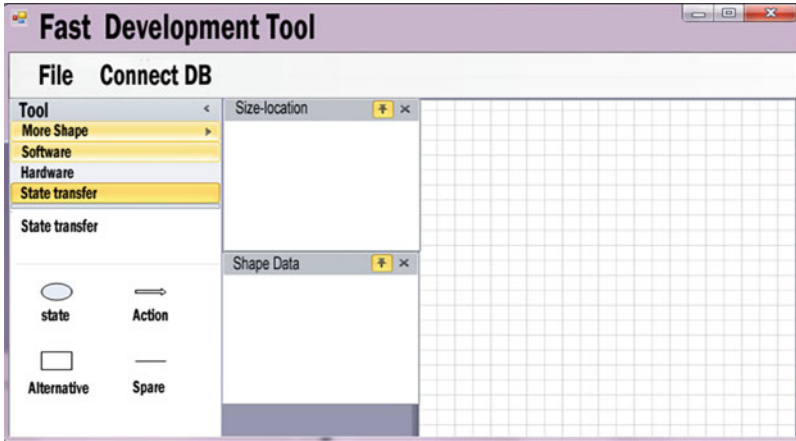 Fast Development Tool
File Connect DB
Tool
More Shape
Software
Hardware
State transfer
State transfer
state Action
Alternative Spare
Size-location
Shape Data